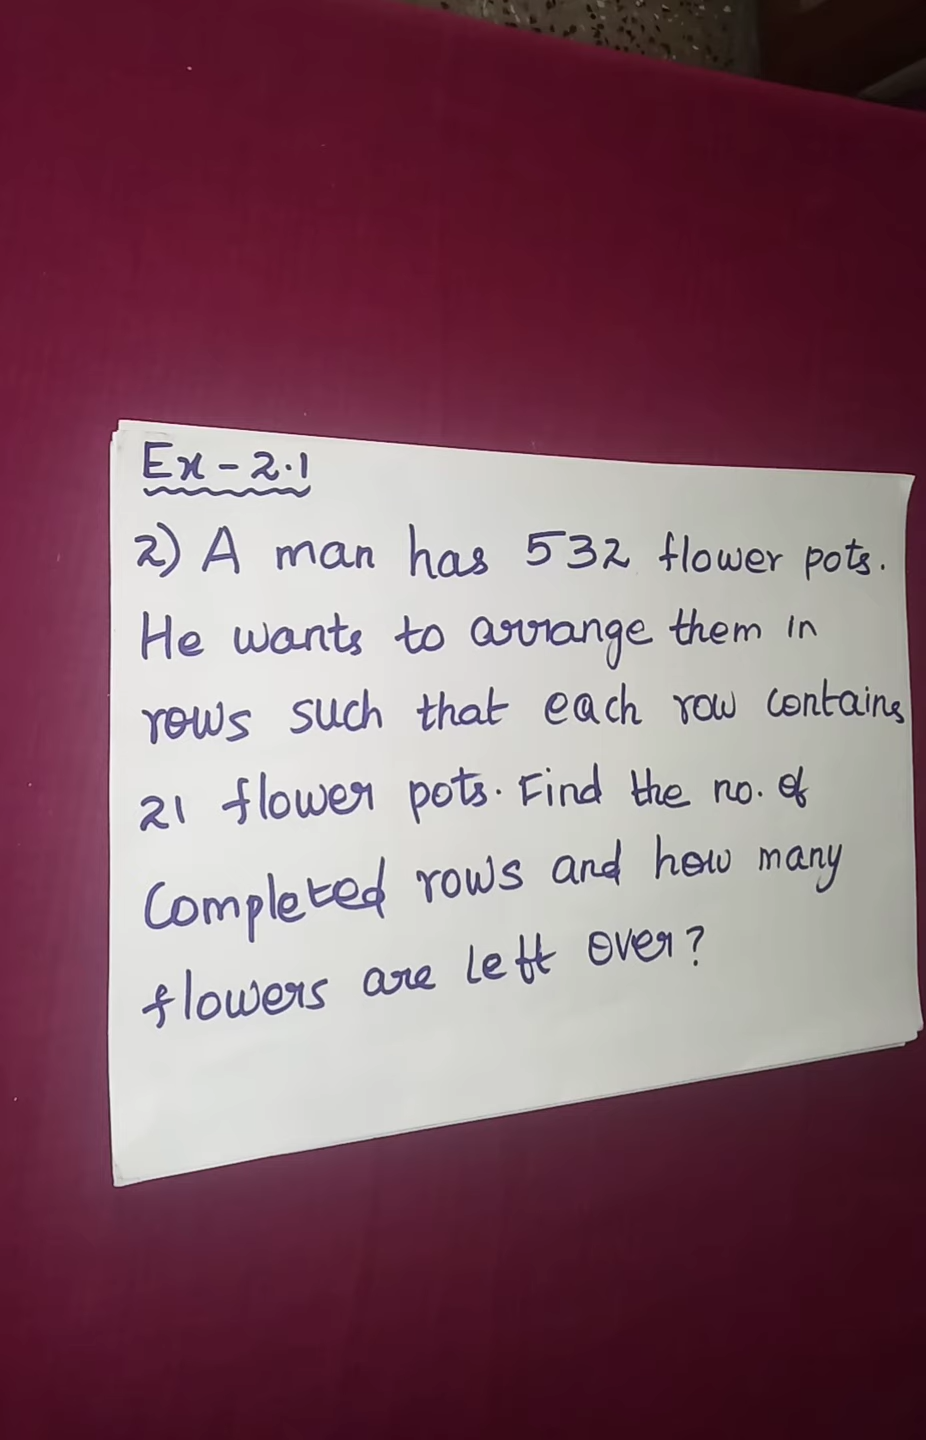 Ex-2.1
2) A man has 532 flower pots.
He wants to arrange them in
rows such that each row contains
21 flower pots. Find the no. of
Completed rows and how many
flowers are left over?